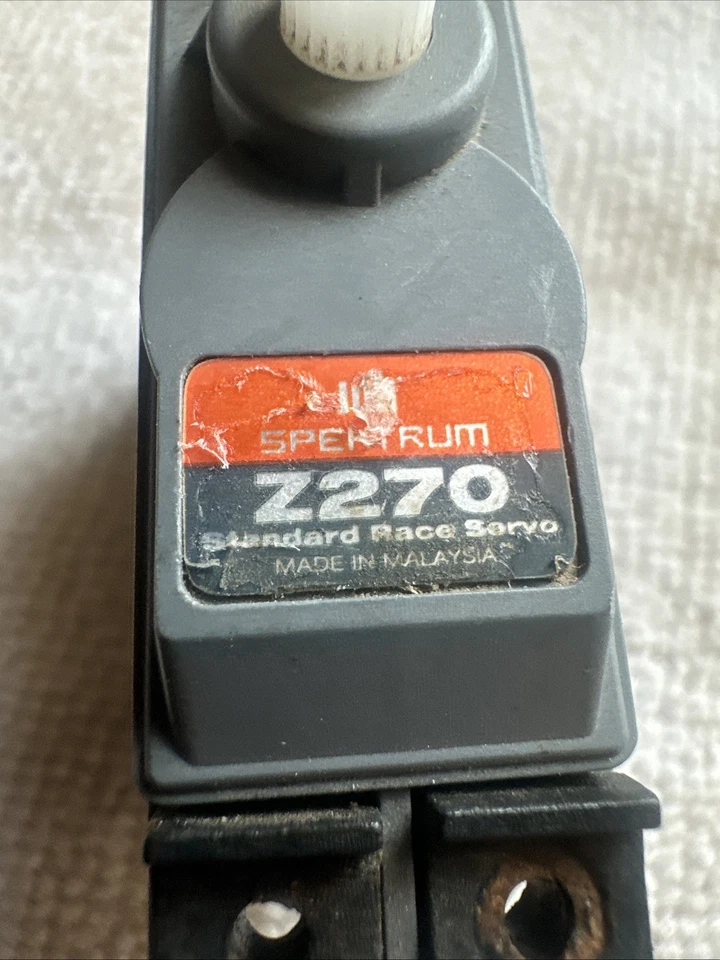 SPEKTRUM
Z270
Standard Race Servo
MADE IN MALAYSIA